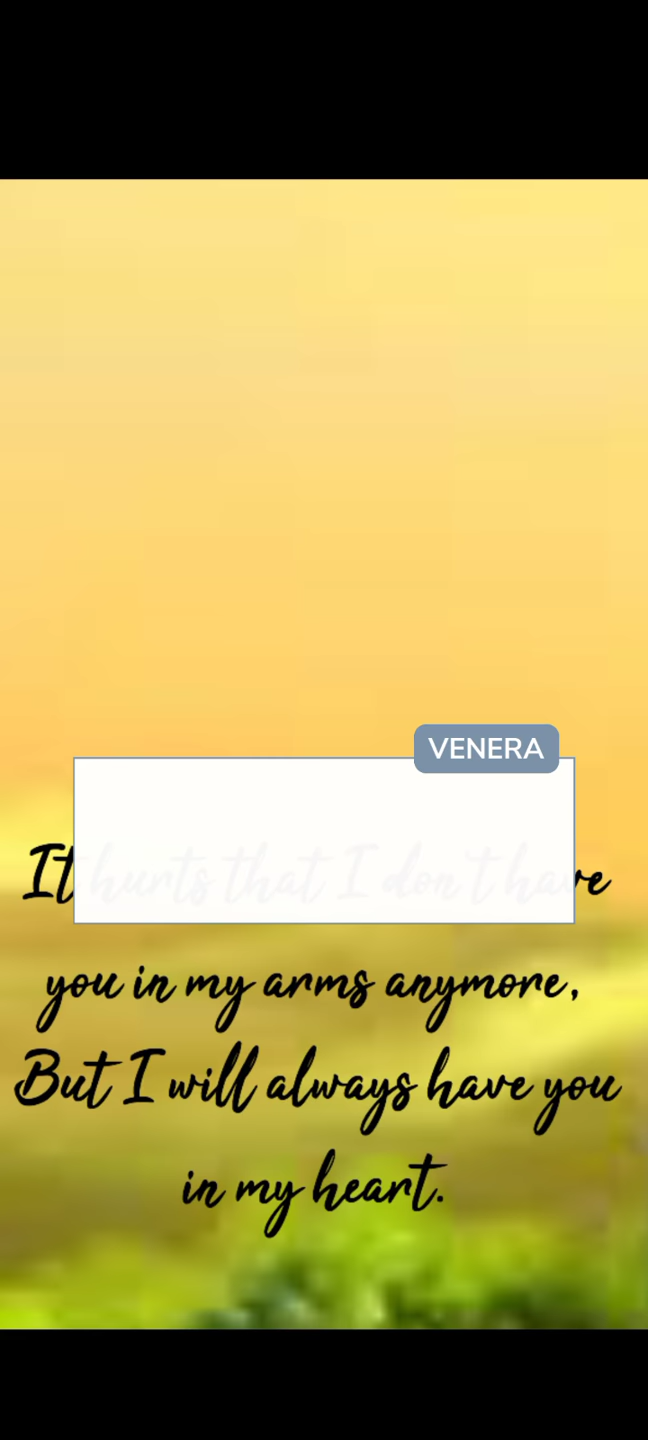 VENERA
It hurts that I don't have
you in my arms anymore,
But I will always have you
in my heart.